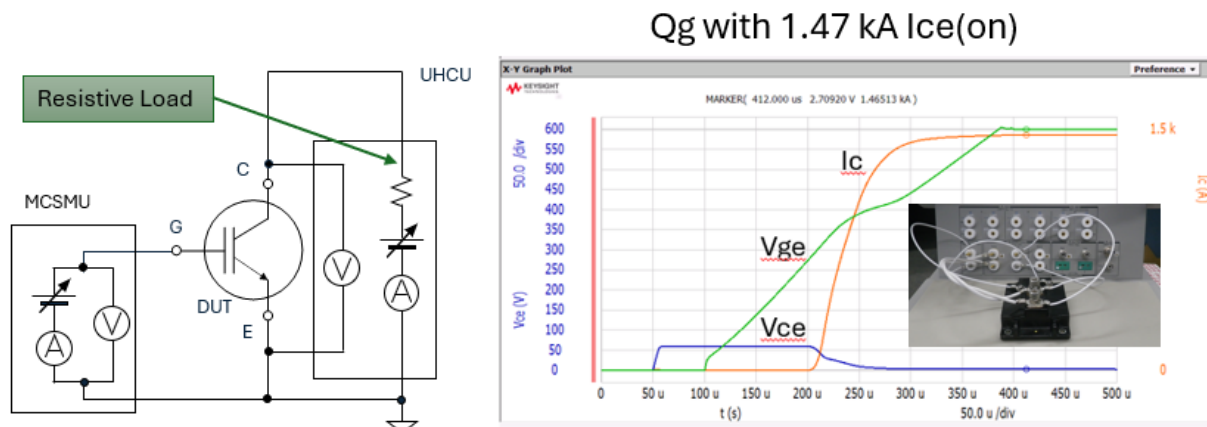 Qg with 1.47 kA Ice(on)
UHCU
Resistive Load
C
MCSMU
G
V
A
V
A
DUT
E
X-Y Graph Plot
Preference
KEYSIGHT
TECHNOLOGIES
MARKER( 412.000 us 2.70920 V 1.46513 kA )
50.0 /div
Vce (V)
600
550
500
450
400
350
300
250
200
150
100
50
0
Ic
Vge
Vce
1.5 k
Ic (A)
0
0
50 u
100 u
150 u
200 u
250 u
300 u
350 u
400 u
450 u
500 u
t (s)
50.0 u /div